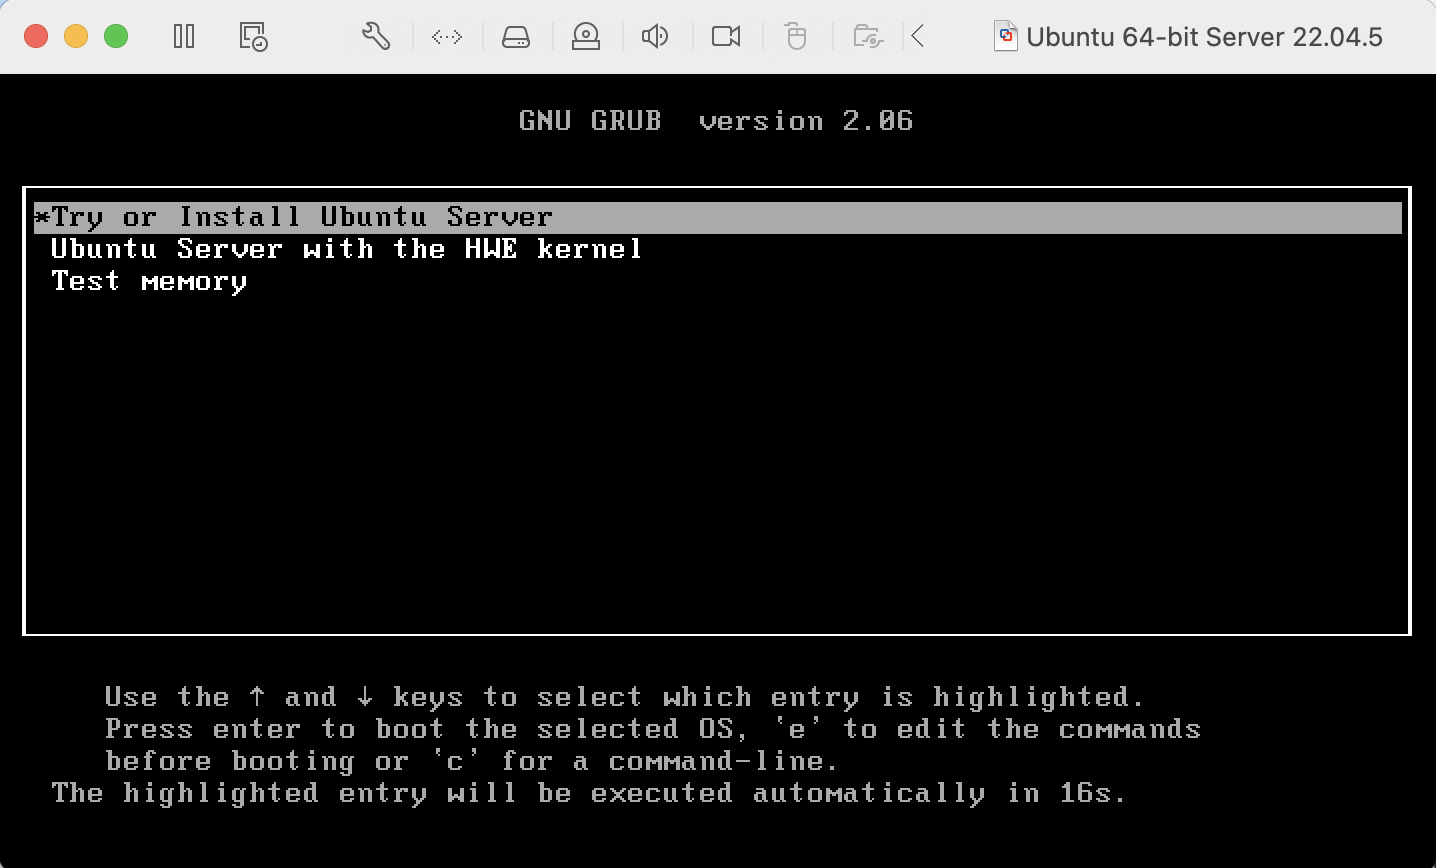 Ubuntu 64-bit Server 22.04.5
GNU GRUB  version 2.06
*Try or Install Ubuntu Server
Ubuntu Server with the HWE kernel
Test memory
Use the ↑ and ↓ keys to select which entry is highlighted.
Press enter to boot the selected OS, `e' to edit the commands
before booting or `c' for a command-line.
The highlighted entry will be executed automatically in 16s.